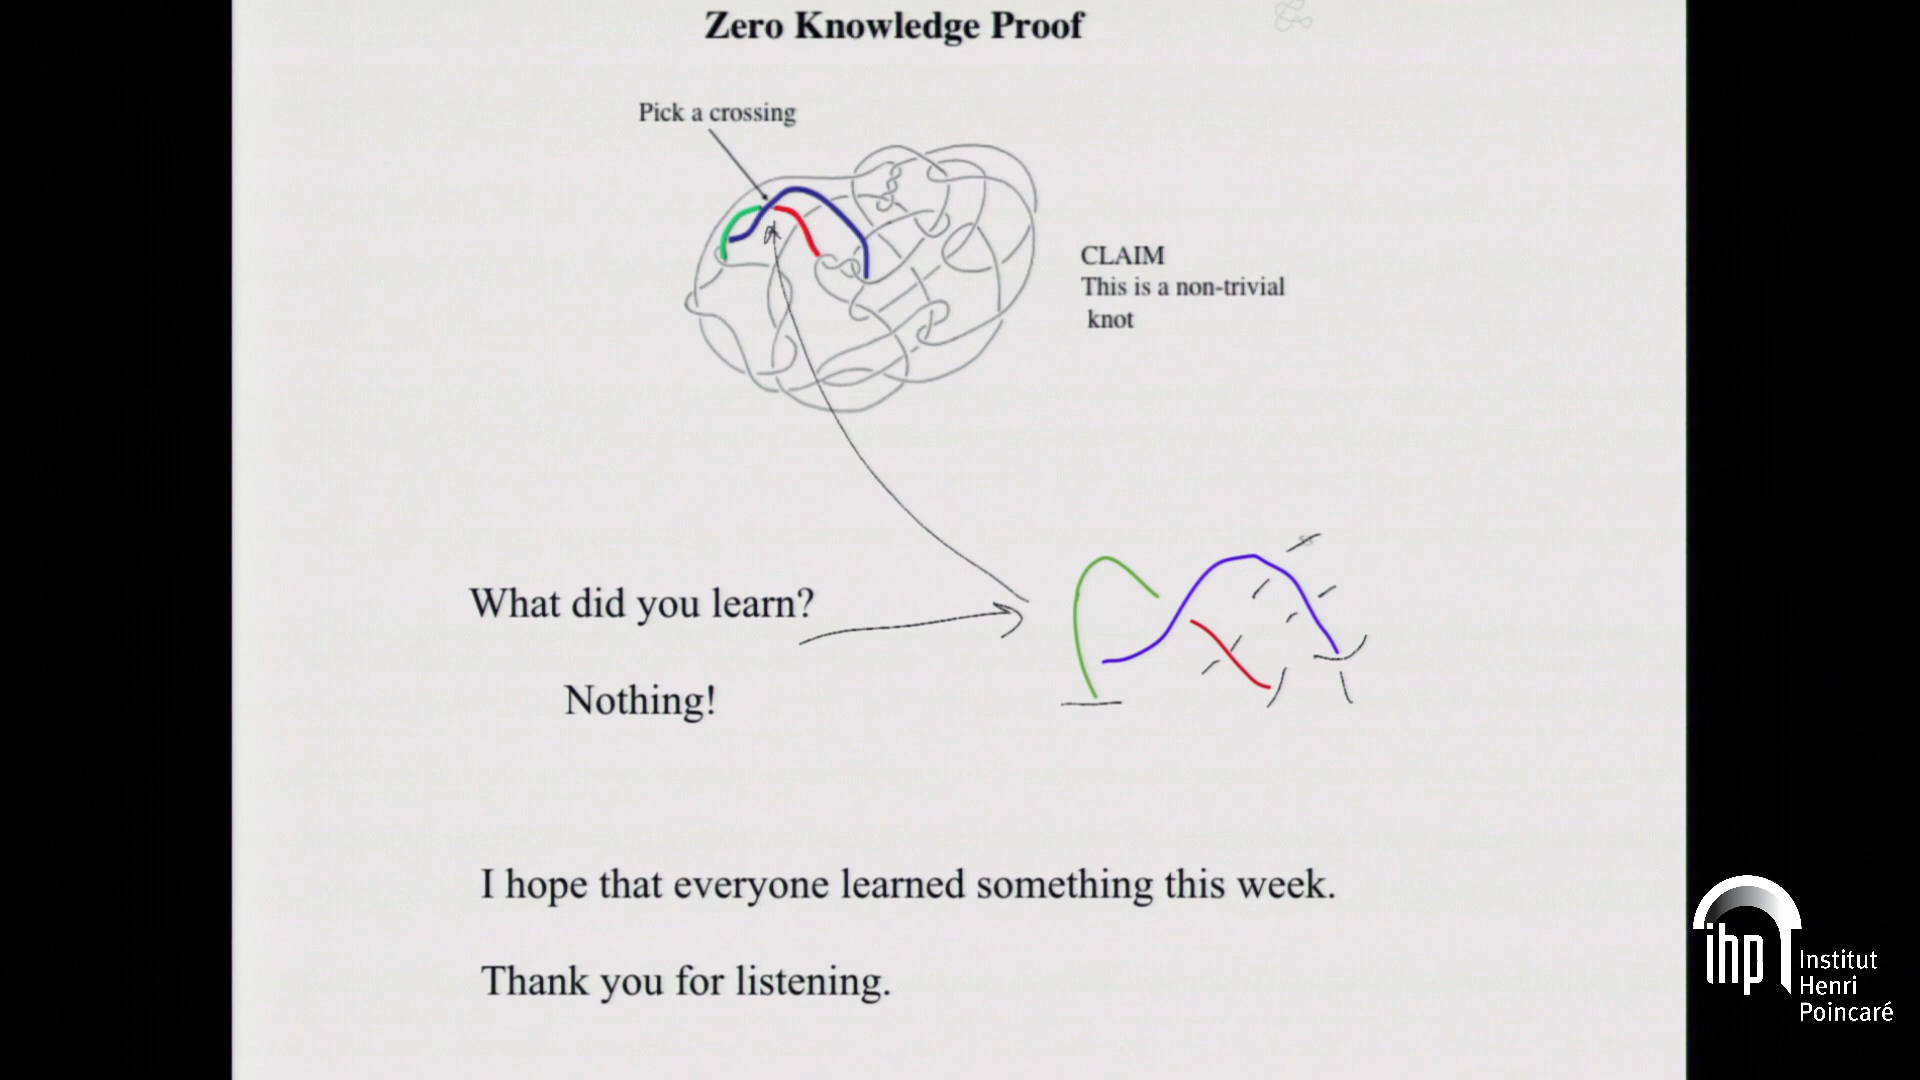 Zero Knowledge Proof
Pick a crossing
CLAIM
This is a non-trivial
knot
What did you learn?
Nothing!
I hope that everyone learned something this week.
Thank you for listening.
ihp
Institut
Henri
Poincaré